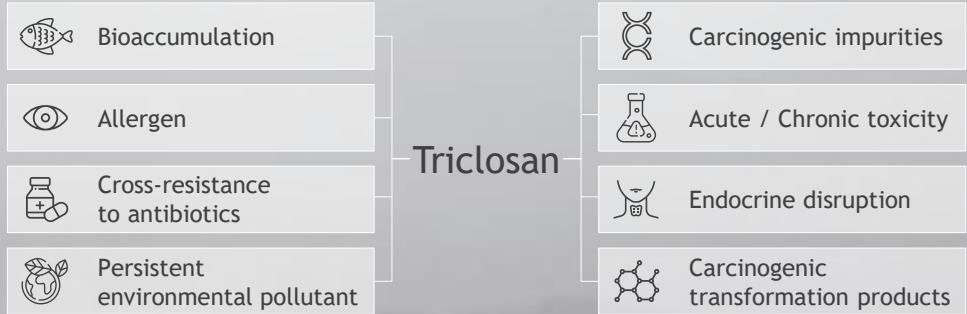 Bioaccumulation
Allergen
Cross-resistance
to antibiotics
Persistent
environmental pollutant
Triclosan
Carcinogenic impurities
Acute / Chronic toxicity
Endocrine disruption
Carcinogenic
transformation products